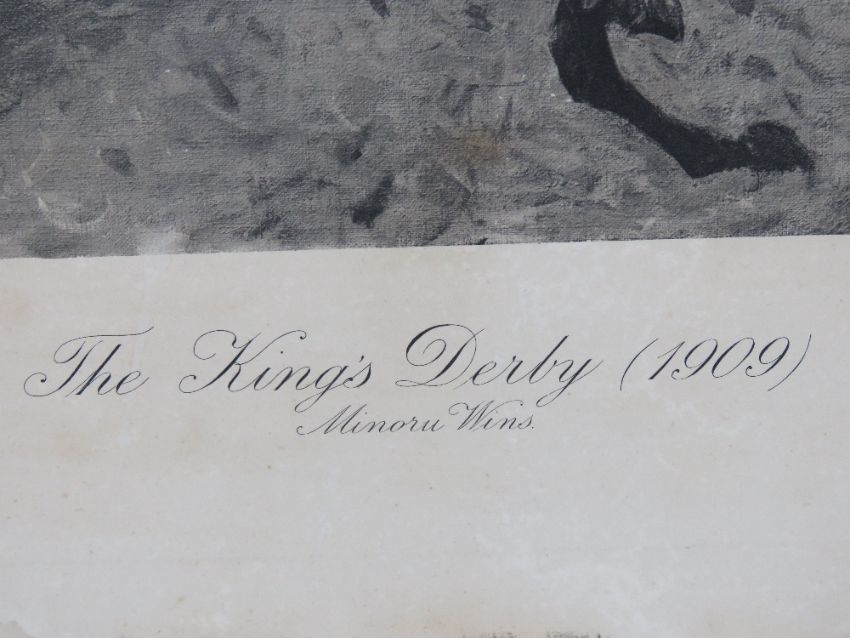 The King's Derby (1909)
Minoru Wins.